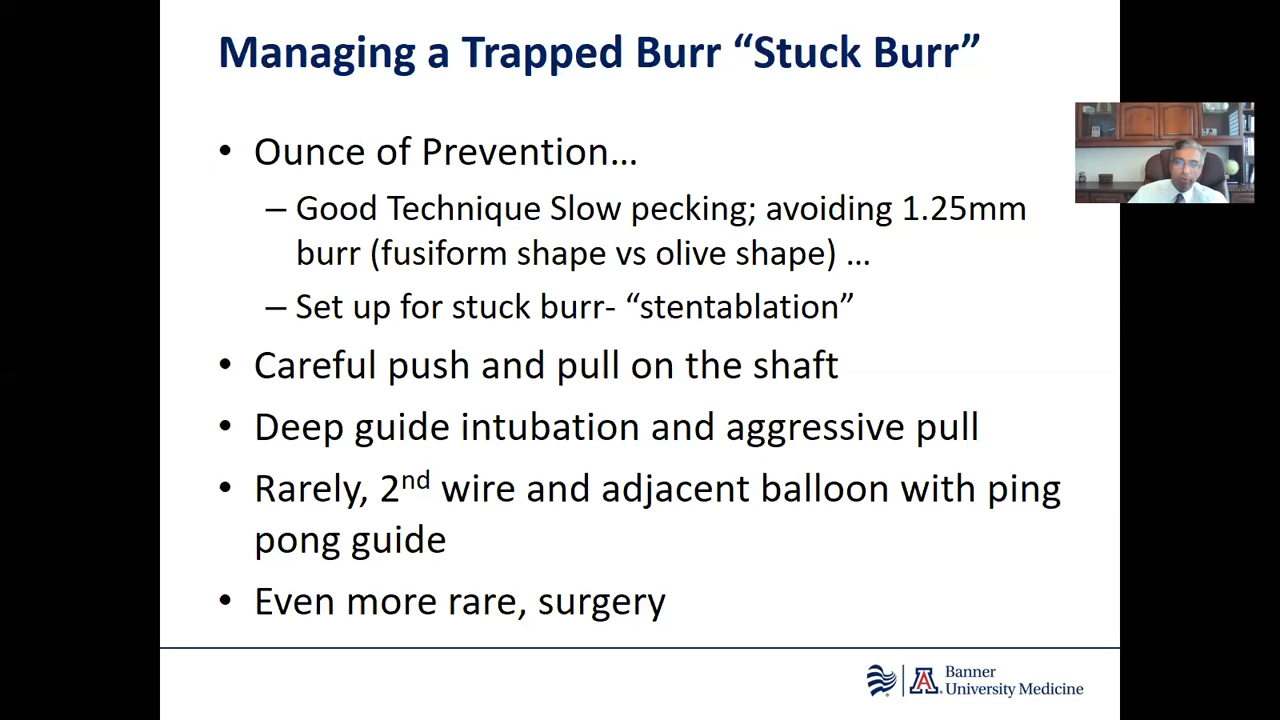 Managing a Trapped Burr “Stuck Burr”
• Ounce of Prevention…
– Good Technique Slow pecking; avoiding 1.25mm
burr (fusiform shape vs olive shape) …
– Set up for stuck burr- “stentablation”
• Careful push and pull on the shaft
• Deep guide intubation and aggressive pull
• Rarely, 2nd wire and adjacent balloon with ping
pong guide
• Even more rare, surgery
A Banner
University Medicine